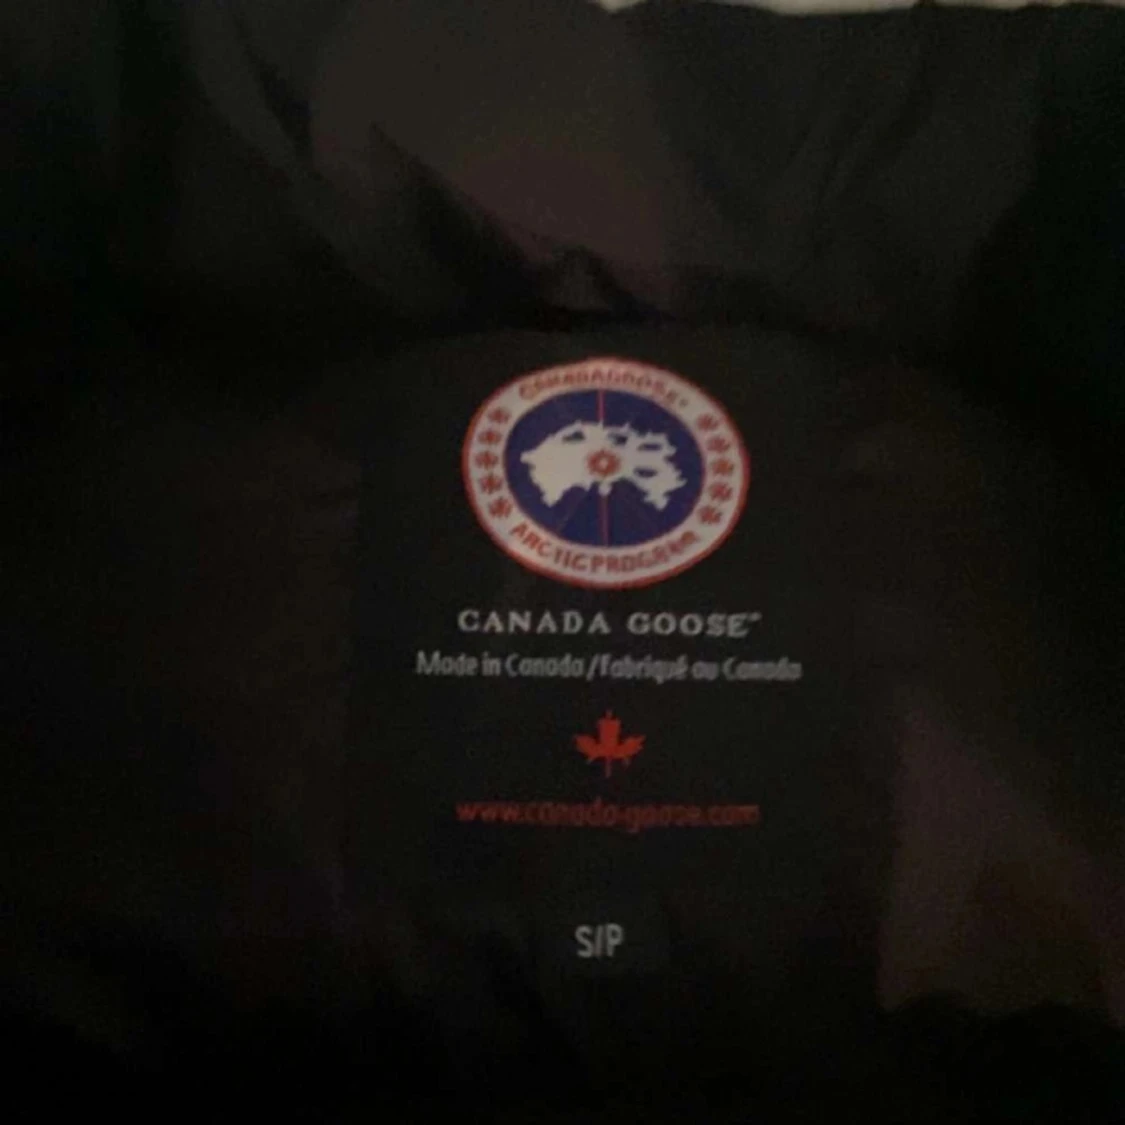 CANADA GOOSE®
ARCTIC PROGRAM
CANADA GOOSE®
Made in Canada / Fabriqué au Canada
www.canada-goose.com
S/P